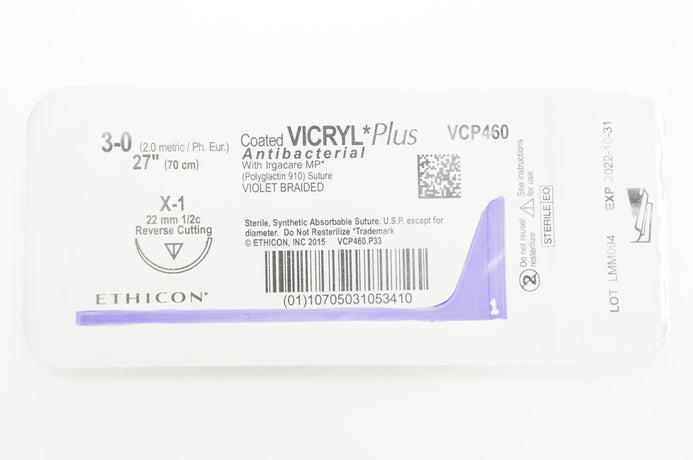 3-0 (2.0 metric / Ph. Eur.)
27" (70 cm)
X-1
22 mm 1/2c
Reverse Cutting
ETHICON*
Coated VICRYL* Plus VCP460
Antibacterial
With Irgacare MP*
(Polyglactin 910) Suture
VIOLET BRAIDED
Sterile, Synthetic Absorbable Suture. U.S.P. except for
diameter. Do Not Resterilize *Trademark
© ETHICON, INC 2015 VCP460.P33
(01)10705031053410
1
Do not reuse/
resterilize
2
See instructions
for use
STERILE EO
LOT LMM094 EXP 2022-10-31